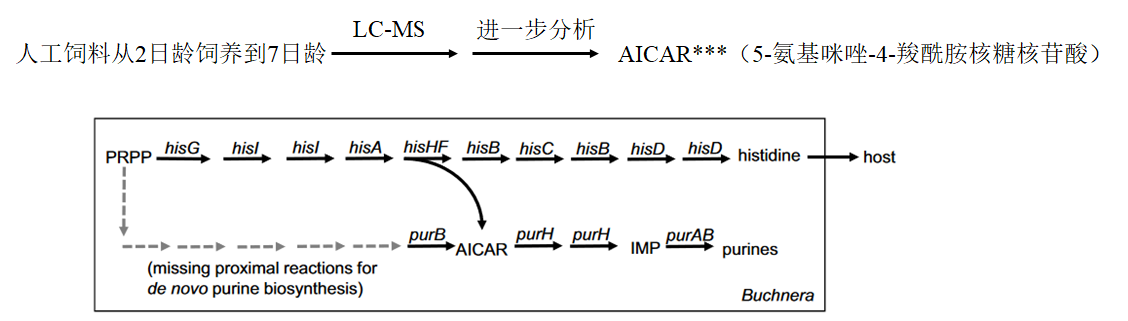 LC-MS 进一步分析
人工饲料从2日龄饲养到7日龄 AICAR***（5-氨基咪唑-4-羧酰胺核糖核苷酸）
hisG hisI hisI hisA hisHF hisB hisC hisB hisD hisD
PRPP histidine host
purB purH purH purAB
AICAR IMP purines
(missing proximal reactions for
de novo purine biosynthesis)
Buchnera